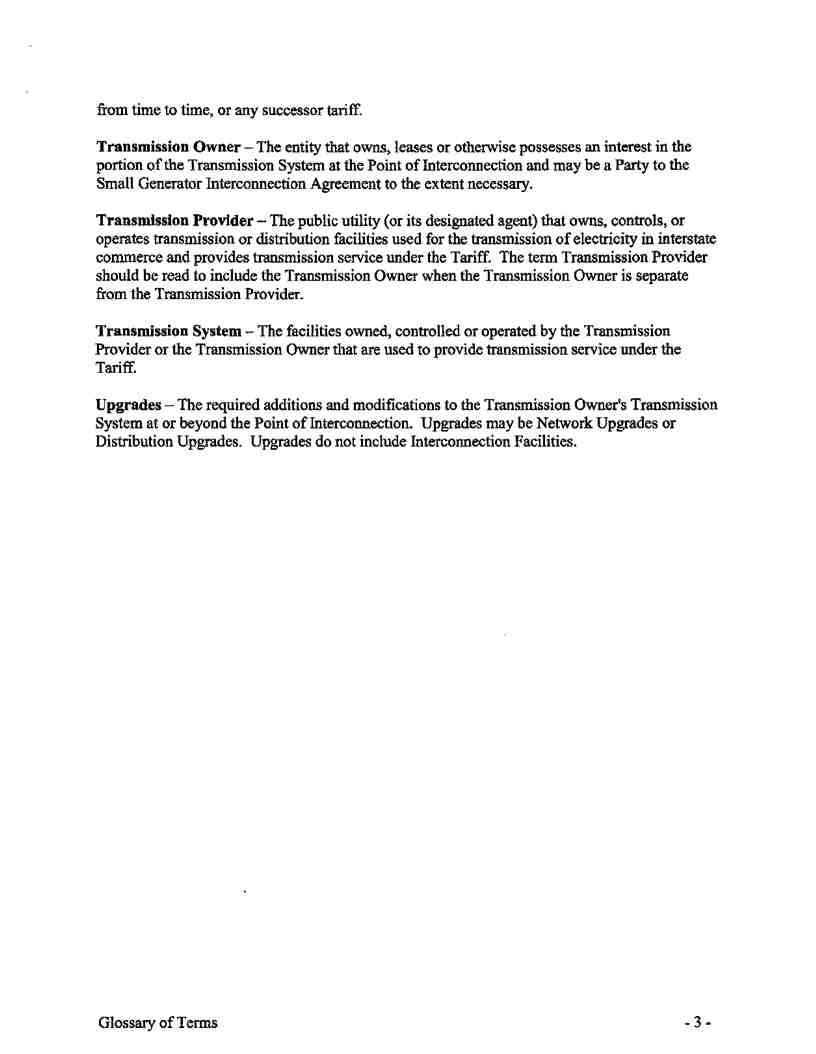 from time to time, or any successor tariff.
Transmission Owner – The entity that owns, leases or otherwise possesses an interest in the
portion of the Transmission System at the Point of Interconnection and may be a Party to the
Small Generator Interconnection Agreement to the extent necessary.
Transmission Provider – The public utility (or its designated agent) that owns, controls, or
operates transmission or distribution facilities used for the transmission of electricity in interstate
commerce and provides transmission service under the Tariff. The term Transmission Provider
should be read to include the Transmission Owner when the Transmission Owner is separate
from the Transmission Provider.
Transmission System – The facilities owned, controlled or operated by the Transmission
Provider or the Transmission Owner that are used to provide transmission service under the
Tariff.
Upgrades – The required additions and modifications to the Transmission Owner's Transmission
System at or beyond the Point of Interconnection. Upgrades may be Network Upgrades or
Distribution Upgrades. Upgrades do not include Interconnection Facilities.
Glossary of Terms - 3 -